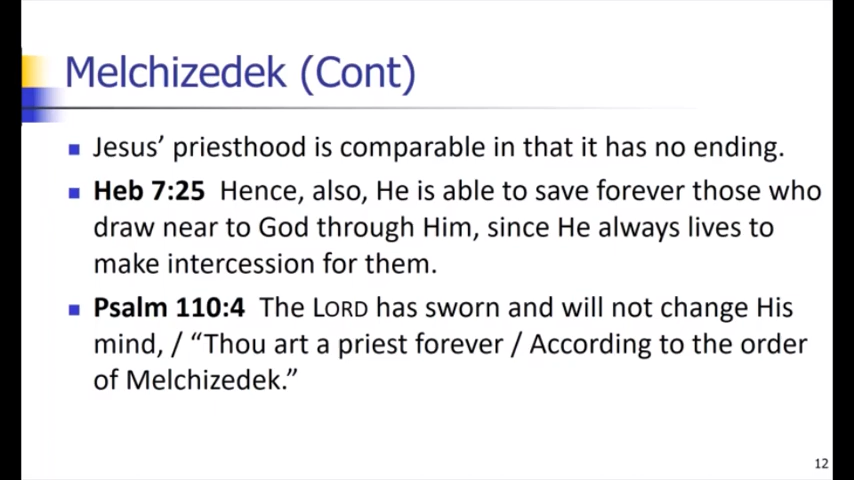 Melchizedek (Cont)
Jesus’ priesthood is comparable in that it has no ending.
Heb 7:25 Hence, also, He is able to save forever those who
draw near to God through Him, since He always lives to
make intercession for them.
Psalm 110:4 The LORD has sworn and will not change His
mind, / “Thou art a priest forever / According to the order
of Melchizedek.”
12